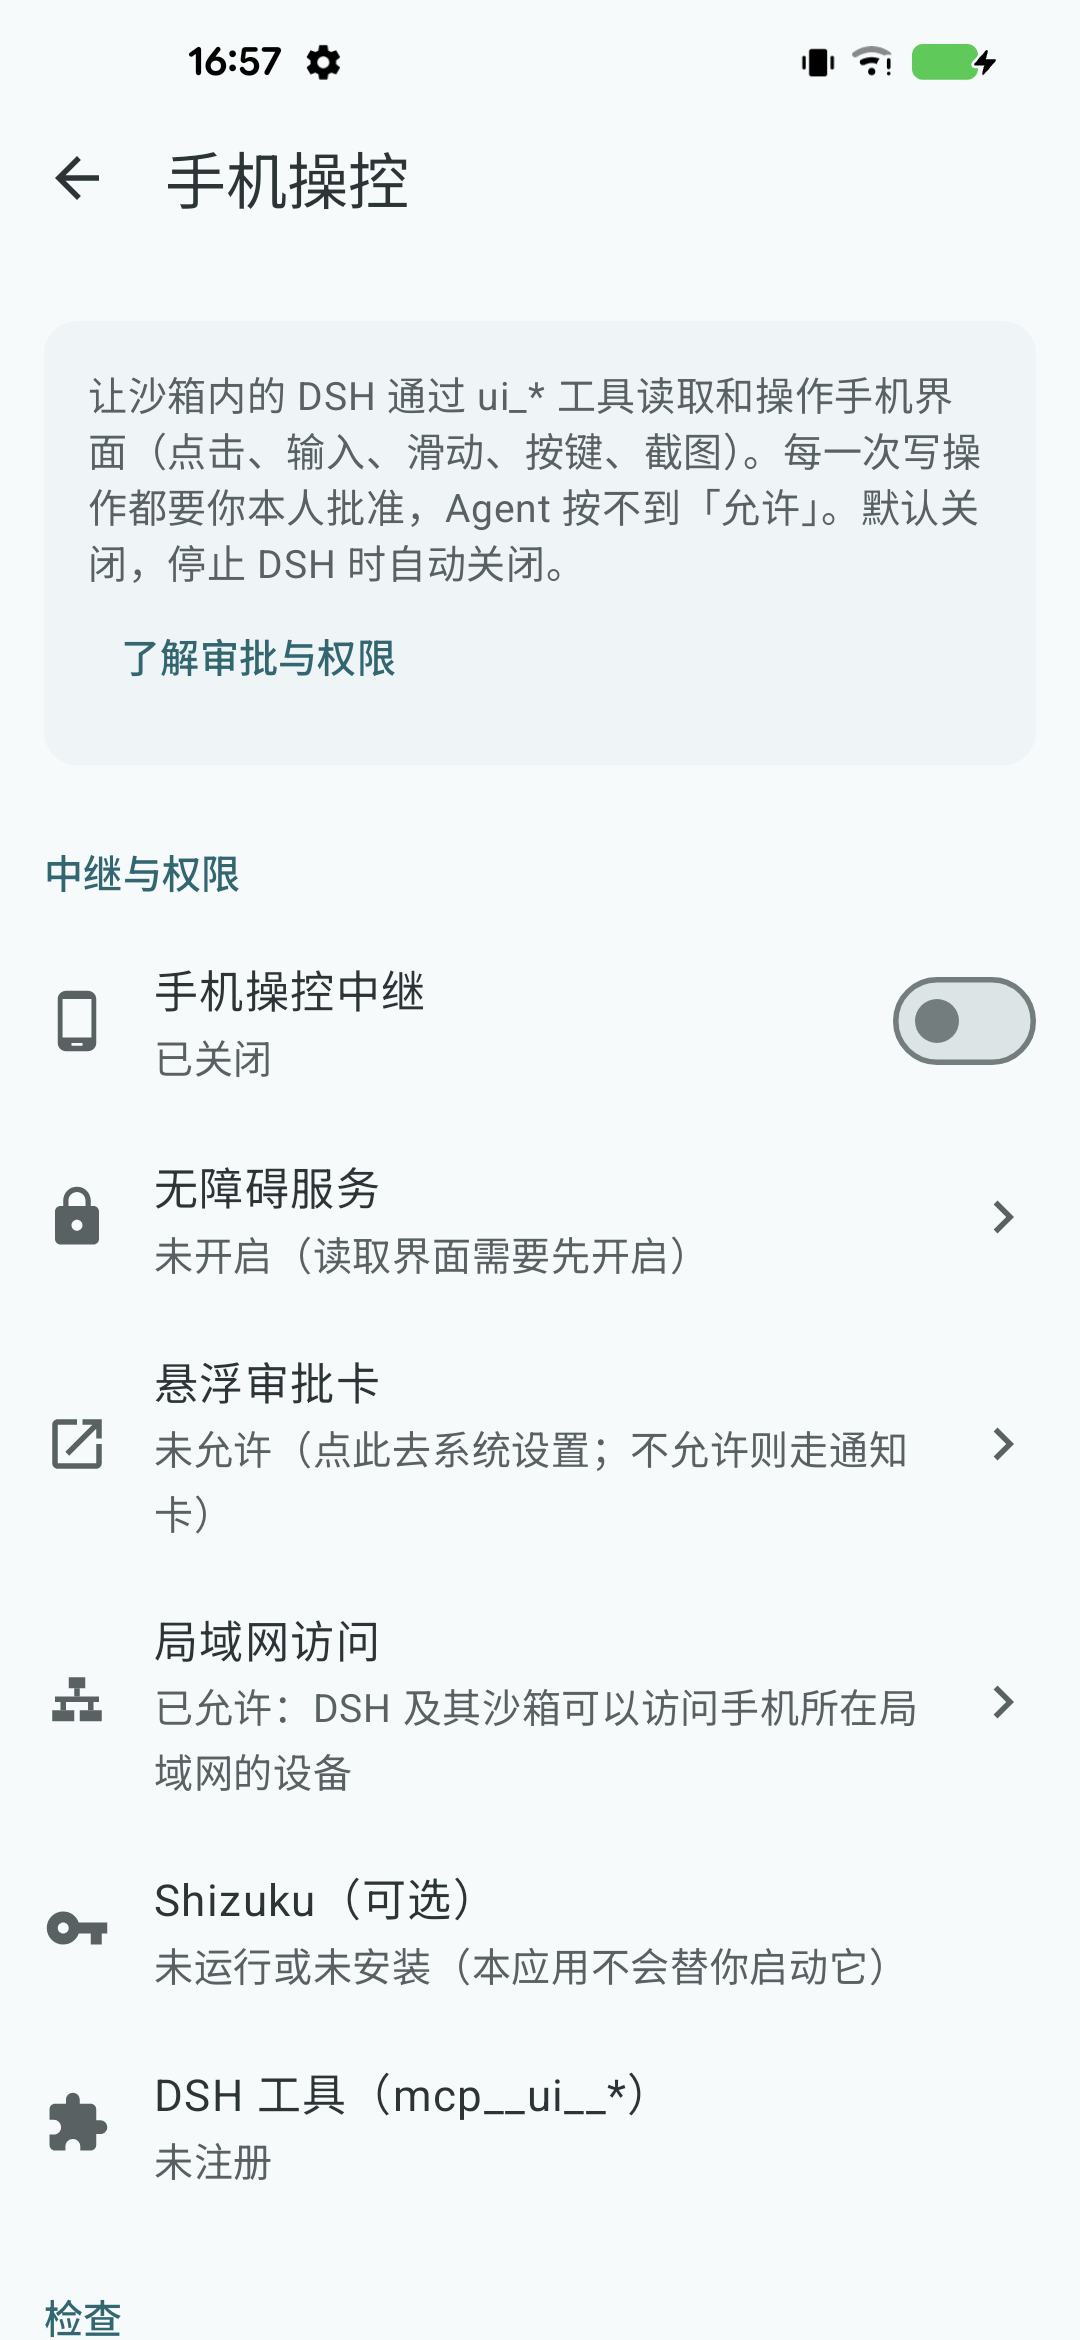 16:57
手机操控
让沙箱内的 DSH 通过 ui_* 工具读取和操作手机界
面（点击、输入、滑动、按键、截图）。每一次写操
作都要你本人批准，Agent 按不到「允许」。默认关
闭，停止 DSH 时自动关闭。
了解审批与权限
中继与权限
手机操控中继
已关闭
无障碍服务
未开启（读取界面需要先开启）
悬浮审批卡
未允许（点此去系统设置；不允许则走通知
卡）
局域网访问
已允许：DSH 及其沙箱可以访问手机所在局
域网的设备
Shizuku（可选）
未运行或未安装（本应用不会替你启动它）
DSH 工具（mcp__ui__*）
未注册
检查